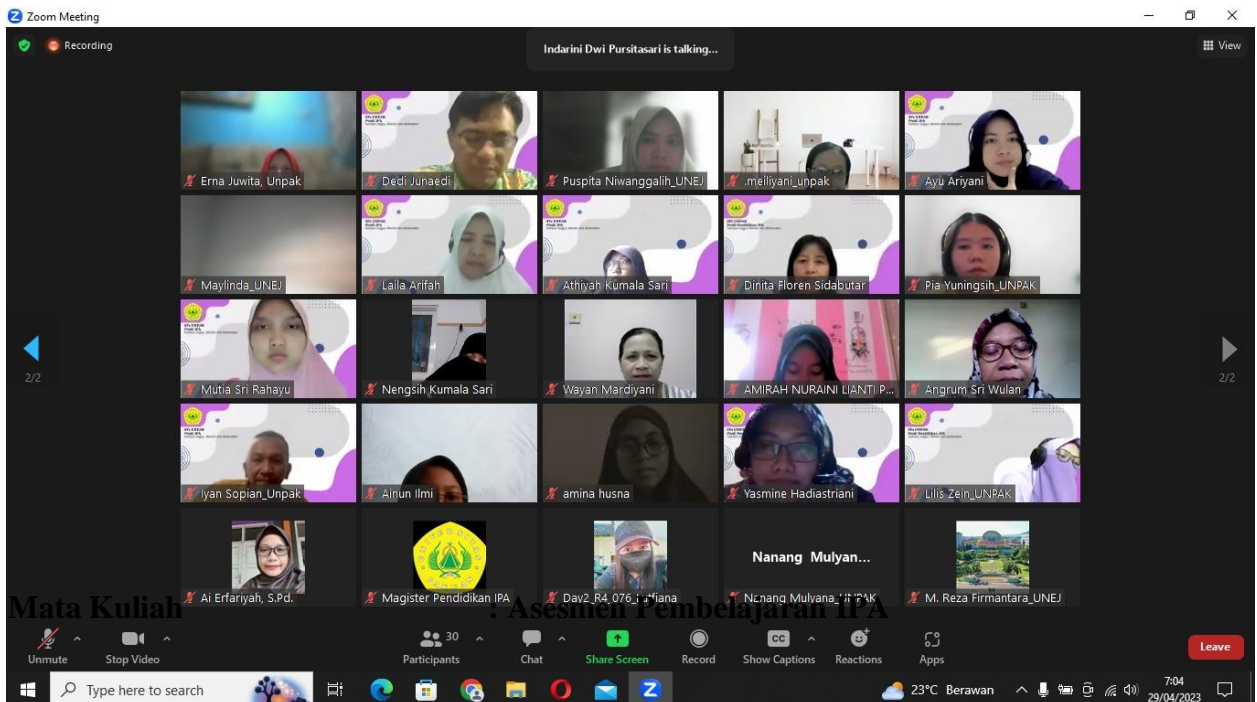 Zoom Meeting
Recording
Indarini Dwi Pursitasari is talking...
View
Erna Juwita, Unpak
Dedi Junaedi
Puspita Niwanggalih_UNEJ
.meiliyani_unpak
Ayu Ariyani
Maylinda_UNEJ
Laila Arifah
Athiyah Kumala Sari
Dinita Floren Sidabutar
Pia Yuningsih_UNPAK
2/2
2/2
Mutia Sri Rahayu
Nengsih Kumala Sari
Wayan Mardiyani
AMIRAH NURAINI LIANTI P...
Angrum Sri Wulan
Iyan Sopian_Unpak
Ainun Ilmi
amina husna
Yasmine Hadiastriani
Lilis Zein_UNPAK
Nanang Mulyan...
Ai Erfariyah, S.Pd.
Magister Pendidikan IPA
Day2_R4_076_
Nanang Mulyana_UNPAK
M. Reza Firmantara_UNEJ
Mata Kuliah : Asesmen Pembelajaran IPA
Unmute
Stop Video
30
Participants
Chat
Share Screen
Record
CC
Show Captions
Reactions
Apps
Leave
Type here to search
23°C Berawan
7:04
29/04/2023